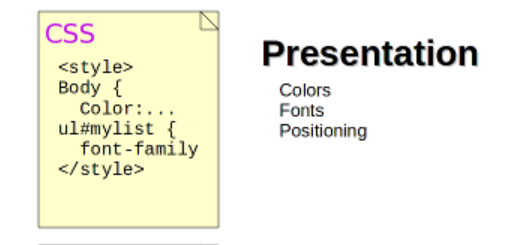 CSS
<style>
Body {
Color:...
ul#mylist {
font-family
</style>
Presentation
Colors
Fonts
Positioning